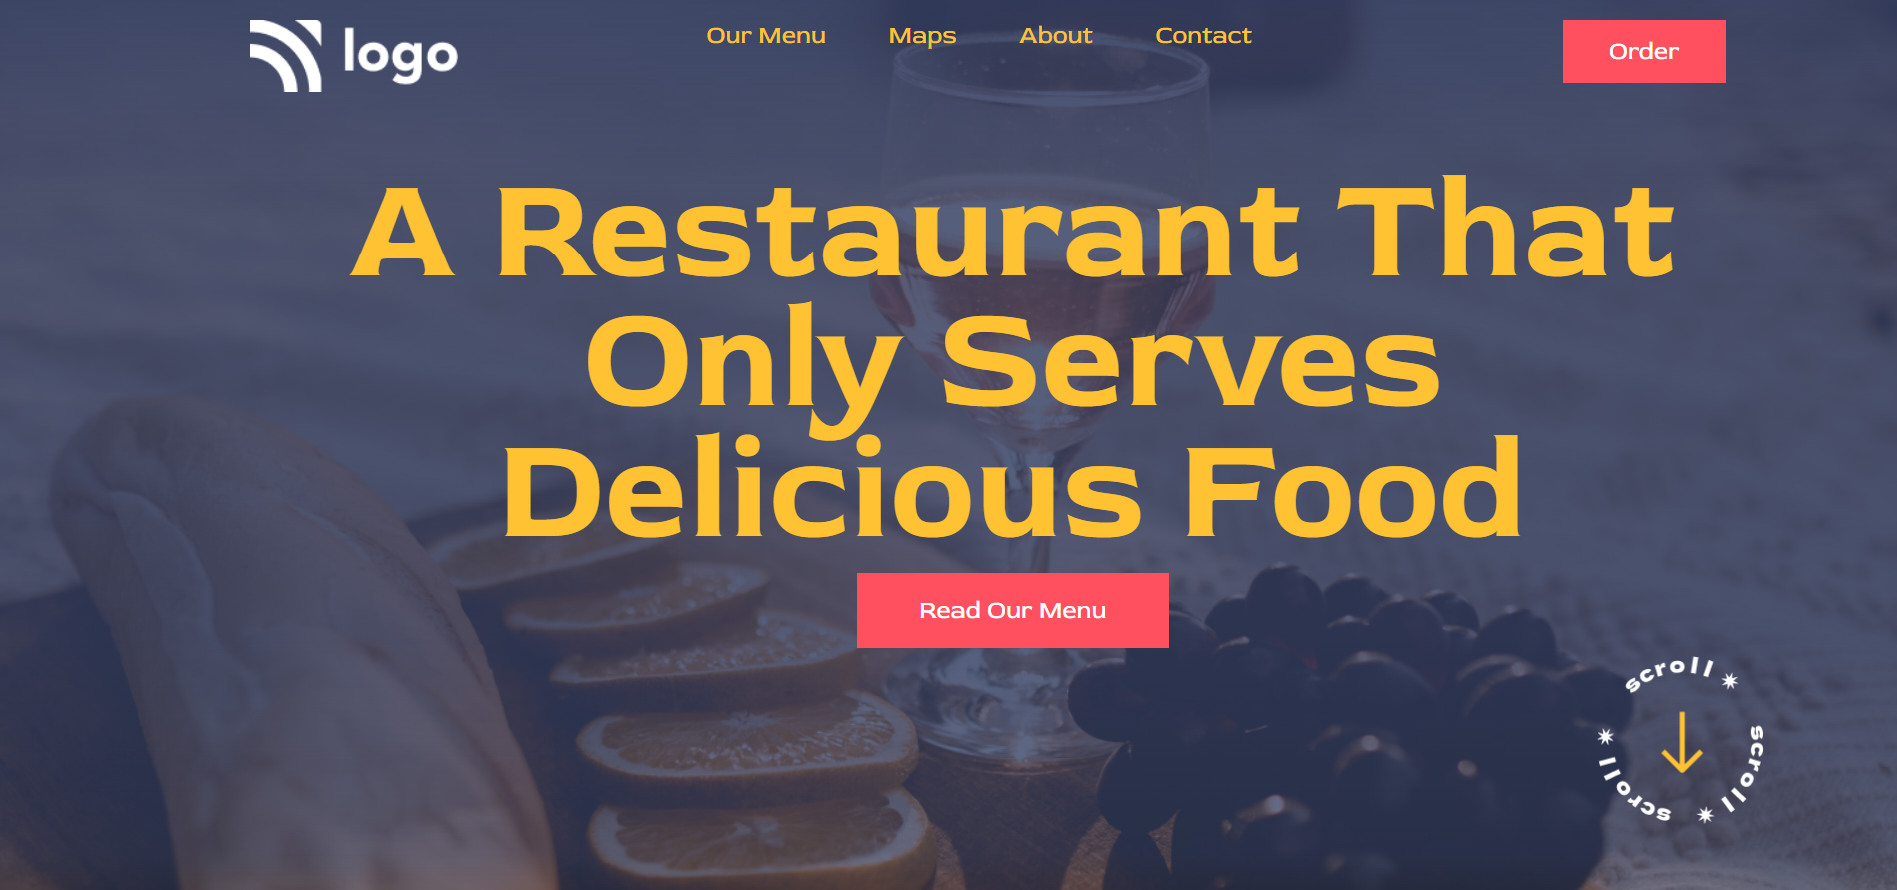 logo
Our Menu
Maps
About
Contact
Order
A Restaurant That
Only Serves
Delicious Food
Read Our Menu
scroll
scroll
scroll